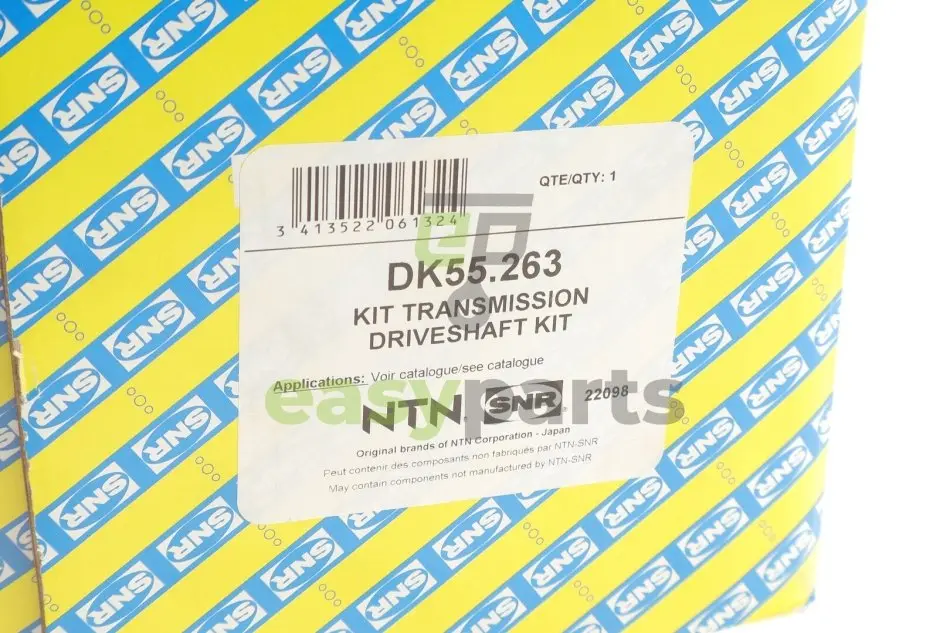 QTE/QTY: 1
3 413522 061324
DK55.263
KIT TRANSMISSION
DRIVESHAFT KIT
Applications: Voir catalogue/see catalogue
easyparts
NTN SNR 22098
Original brands of NTN Corporation - Japan
Peut contenir des composants non fabriqués par NTN-SNR
May contain components not manufactured by NTN-SNR
SNR